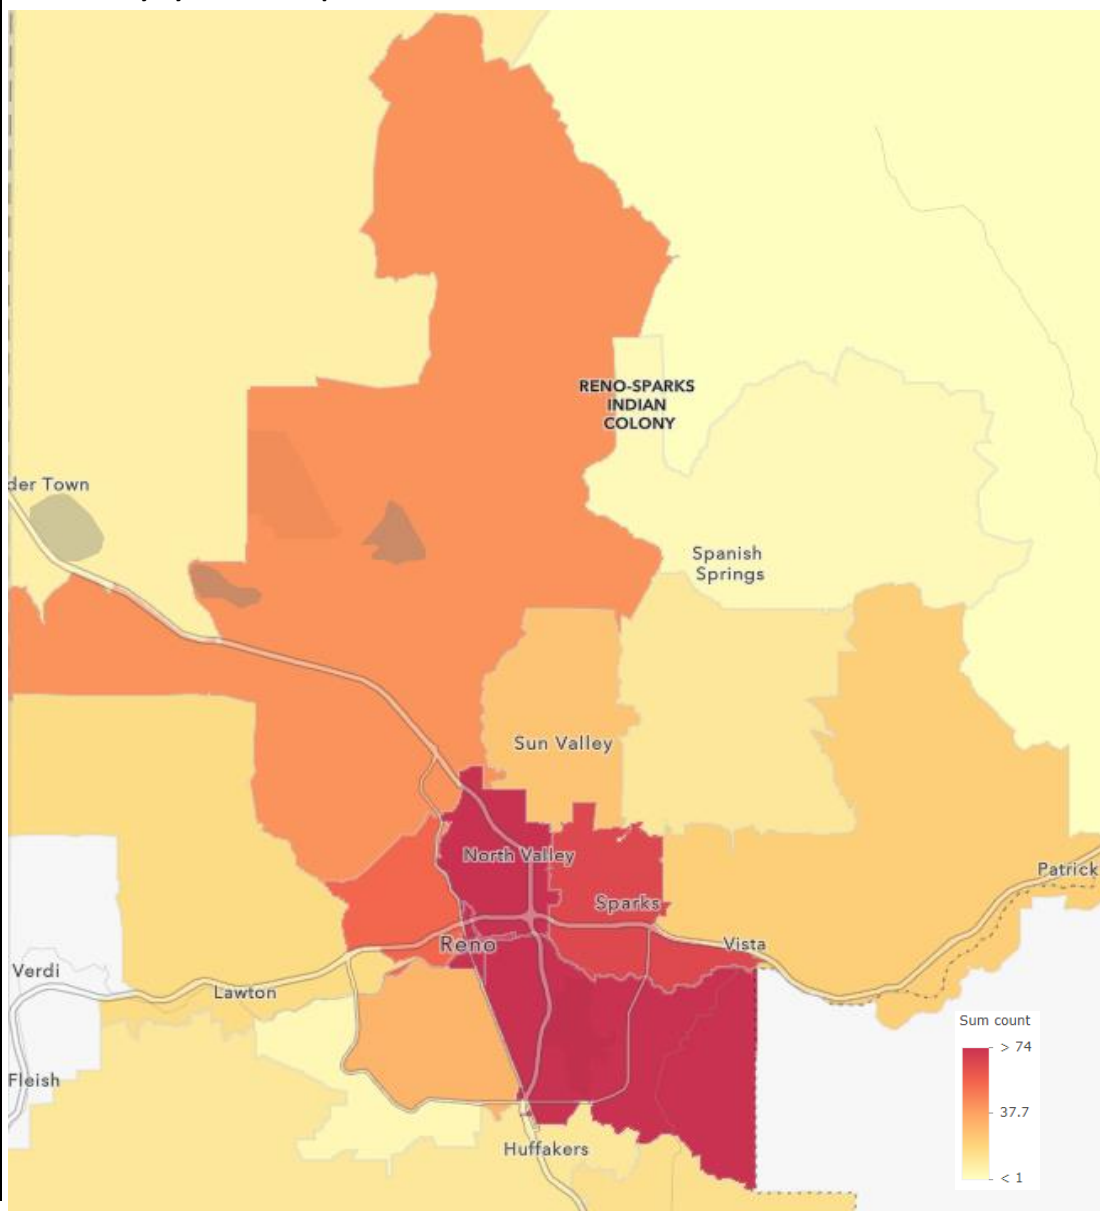 RENO-SPARKS
INDIAN
COLONY
der Town
Spanish
Springs
Sun Valley
North Valley
Patrick
Sparks
Reno
Vista
Verdi
Lawton
Sum count
> 74
37.7
< 1
Fleish
Huffakers